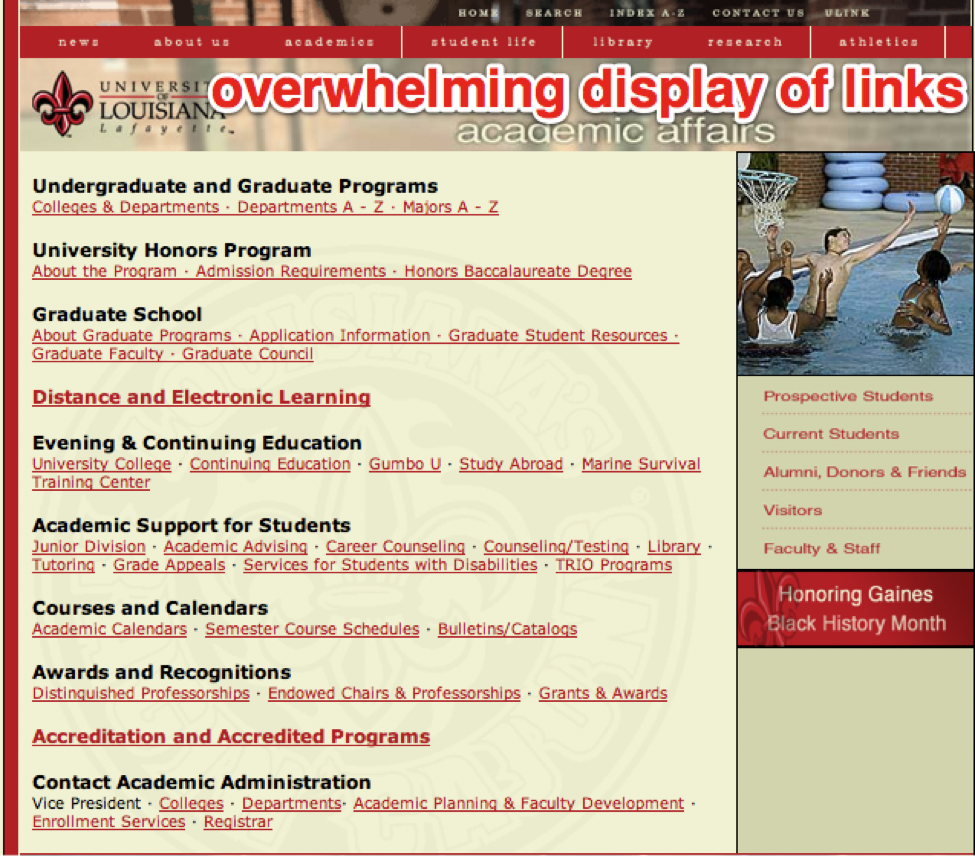 HOME SEARCH INDEX A-Z CONTACT US ULINK
news about us academics student life library research athletics
UNIVERSI
OF
LOUISIANA
Lafayette™
overwhelming display of links
academic affairs
Undergraduate and Graduate Programs
Colleges & Departments · Departments A - Z · Majors A - Z
University Honors Program
About the Program · Admission Requirements · Honors Baccalaureate Degree
Graduate School
About Graduate Programs · Application Information · Graduate Student Resources ·
Graduate Faculty · Graduate Council
Distance and Electronic Learning
Evening & Continuing Education
University College · Continuing Education · Gumbo U · Study Abroad · Marine Survival
Training Center
Academic Support for Students
Junior Division · Academic Advising · Career Counseling · Counseling/Testing · Library ·
Tutoring · Grade Appeals · Services for Students with Disabilities · TRIO Programs
Courses and Calendars
Academic Calendars · Semester Course Schedules · Bulletins/Catalogs
Awards and Recognitions
Distinguished Professorships · Endowed Chairs & Professorships · Grants & Awards
Accreditation and Accredited Programs
Contact Academic Administration
Vice President · Colleges · Departments· Academic Planning & Faculty Development ·
Enrollment Services · Registrar
Prospective Students
Current Students
Alumni, Donors & Friends
Visitors
Faculty & Staff
Honoring Gaines
Black History Month